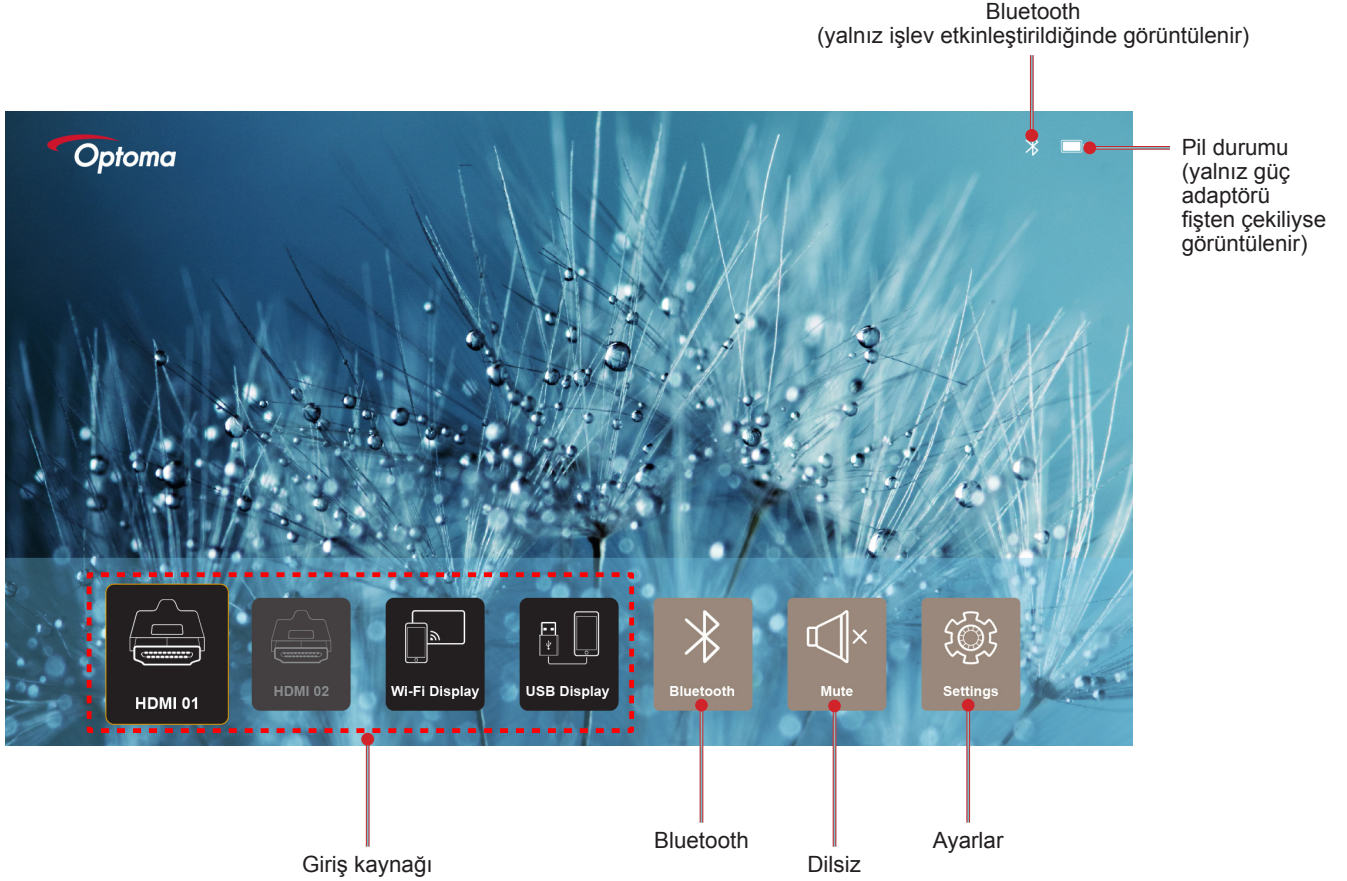 Bluetooth
(yalnız işlev etkinleştirildiğinde görüntülenir)
Optoma
Pil durumu
(yalnız güç
adaptörü
fişten çekiliyse
görüntülenir)
HDMI 01
HDMI 02
Wi-Fi Display
USB Display
Bluetooth
Mute
Settings
Bluetooth
Ayarlar
Giriş kaynağı
Dilsiz